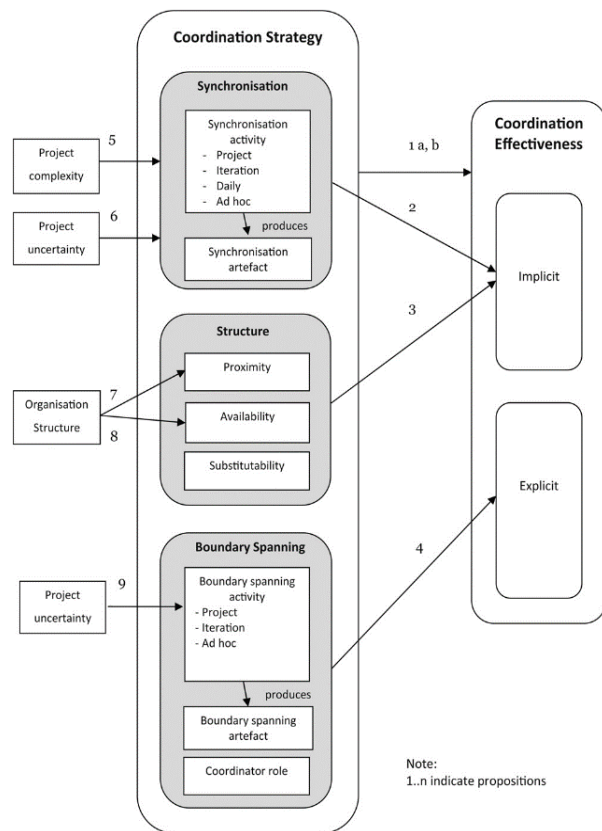 Coordination Strategy
Synchronisation
Synchronisation
activity
- Project
- Iteration
- Daily
- Ad hoc
produces
Synchronisation
artefact
Project
complexity
5
Project
uncertainty
6
Structure
Proximity
Availability
Substitutability
Organisation
Structure
7
8
Boundary Spanning
Boundary spanning
activity
- Project
- Iteration
- Ad hoc
produces
Boundary spanning
artefact
Coordinator role
Project
uncertainty
9
1 a, b
2
3
4
Coordination
Effectiveness
Implicit
Explicit
Note:
1..n indicate propositions